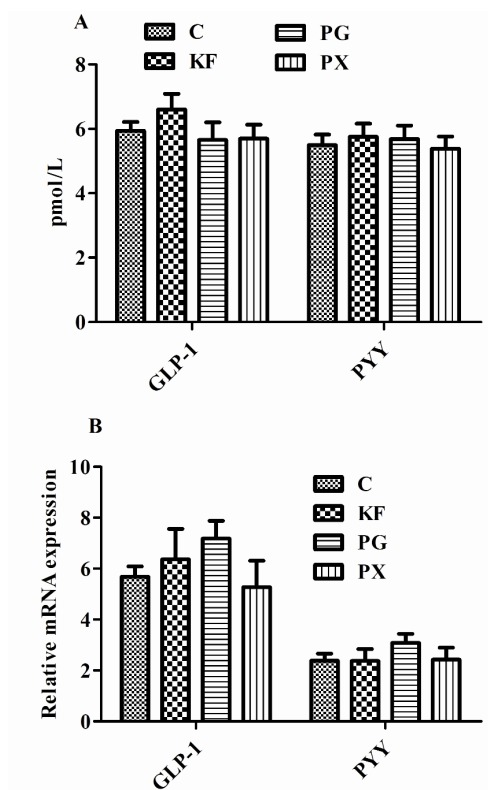 A
C PG
KF PX
8
6
4
2
0
pmol/L
GLP-1 PYY
B
10
8
6
4
2
0
Relative mRNA expression
C
KF
PG
PX
GLP-1 PYY